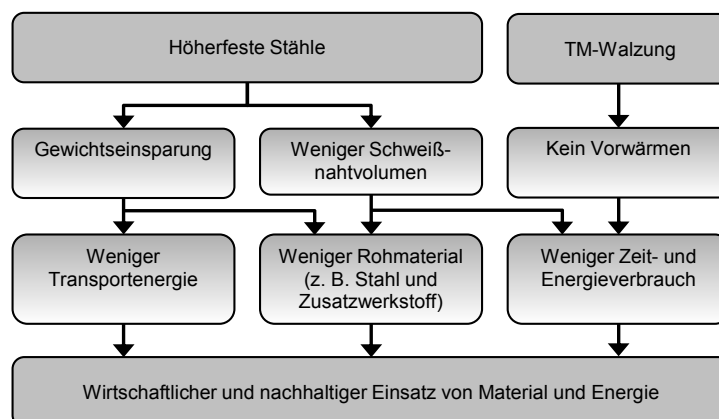 Höherfeste Stähle
TM-Walzung
Gewichtseinsparung
Weniger Schweiß-
nahtvolumen
Kein Vorwärmen
Weniger
Transportenergie
Weniger Rohmaterial
(z. B. Stahl und
Zusatzwerkstoff)
Weniger Zeit- und
Energieverbrauch
Wirtschaftlicher und nachhaltiger Einsatz von Material und Energie